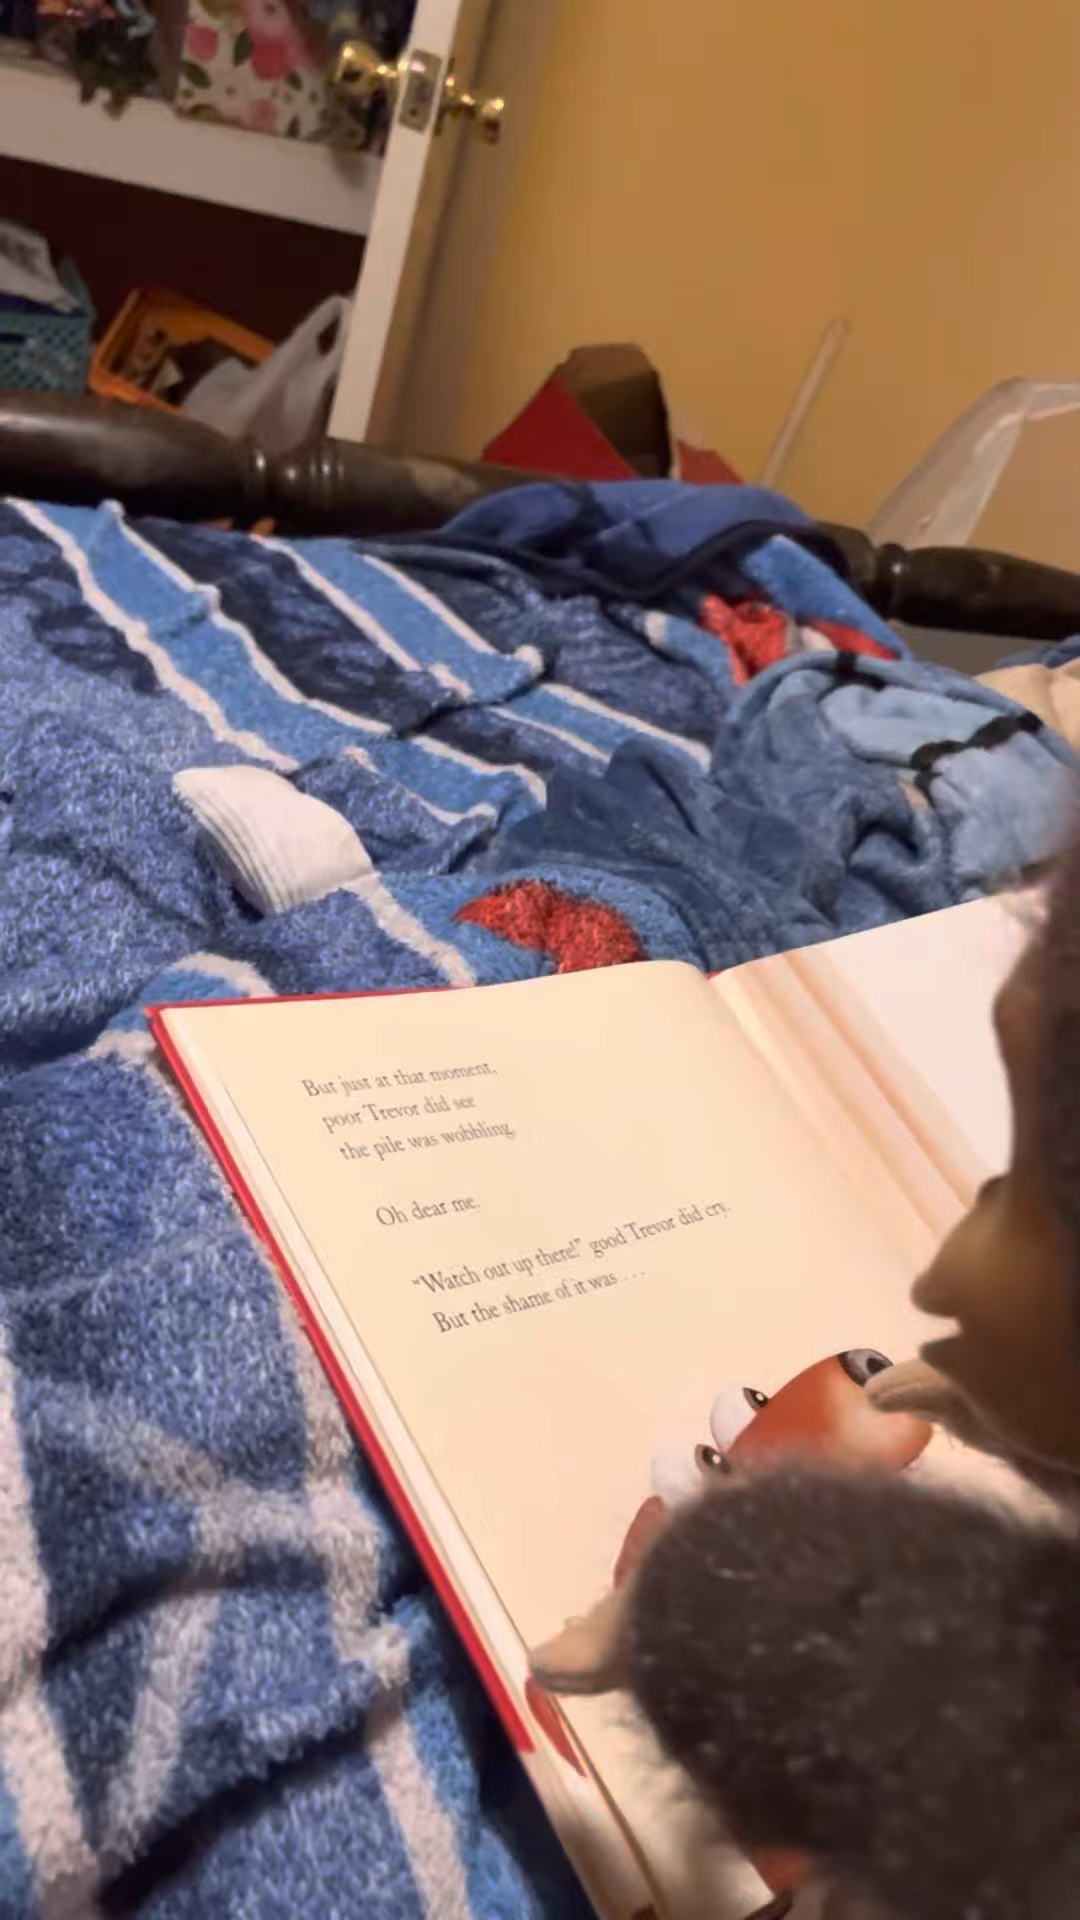 But just at that moment,
poor Trevor did see
the pile was wobbling.
Oh dear me.
“Watch out up there!” good Trevor did cry.
But the shame of it was . . .